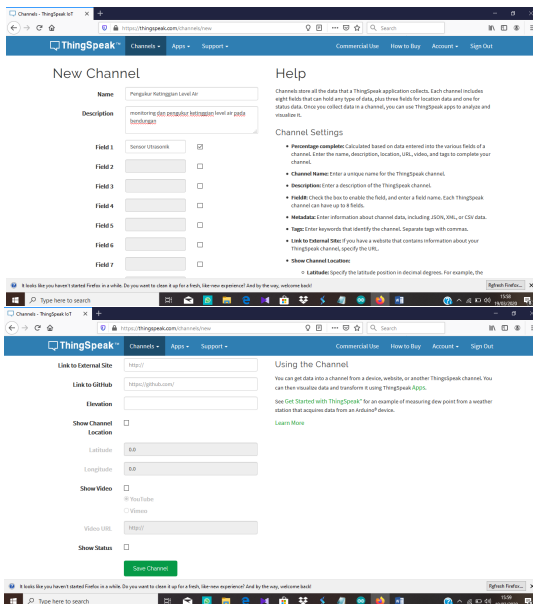 Channels - ThingSpeak IoT
https://thingspeak.com/channels/new
Search
ThingSpeak™
Channels
Apps
Support
Commercial Use
How to Buy
Account
Sign Out
New Channel
Name
Pengukur Ketinggian Level Air
Description
monitoring dan pengukur ketinggian level air pada
bendungan
Field 1
Sensor Utrasonik
Field 2
Field 3
Field 4
Field 5
Field 6
Field 7
Help
Channels store all the data that a ThingSpeak application collects. Each channel includes
eight fields that can hold any type of data, plus three fields for location data and one for
status data. Once you collect data in a channel, you can use ThingSpeak apps to analyze and
visualize it.
Channel Settings
Percentage complete: Calculated based on data entered into the various fields of a
channel. Enter the name, description, location, URL, video, and tags to complete your
channel.
Channel Name: Enter a unique name for the ThingSpeak channel.
Description: Enter a description of the ThingSpeak channel.
Field#: Check the box to enable the field, and enter a field name. Each ThingSpeak
channel can have up to 8 fields.
Metadata: Enter information about channel data, including JSON, XML, or CSV data.
Tags: Enter keywords that identify the channel. Separate tags with commas.
Link to External Site: If you have a website that contains information about your
ThingSpeak channel, specify the URL.
Show Channel Location:
Latitude: Specify the latitude position in decimal degrees. For example, the
It looks like you haven't started Firefox in a while. Do you want to clean it up for a fresh, like-new experience? And by the way, welcome back!
Refresh Firefox...
Type here to search
15:58
19/03/2020
Channels - ThingSpeak IoT
https://thingspeak.com/channels/new
Search
ThingSpeak™
Channels
Apps
Support
Commercial Use
How to Buy
Account
Sign Out
Link to External Site
http://
Link to GitHub
https://github.com/
Elevation
Show Channel
Location
Latitude
0.0
Longitude
0.0
Show Video
YouTube
Vimeo
Video URL
http://
Show Status
Save Channel
Using the Channel
You can get data into a channel from a device, website, or another ThingsSpeak channel. You
can then visualize data and transform it using ThingSpeak Apps.
See Get Started with ThingSpeak™ for an example of measuring dew point from a weather
station that acquires data from an Arduino® device.
Learn More
It looks like you haven't started Firefox in a while. Do you want to clean it up for a fresh, like-new experience? And by the way, welcome back!
Refresh Firefox...
Type here to search
15:59